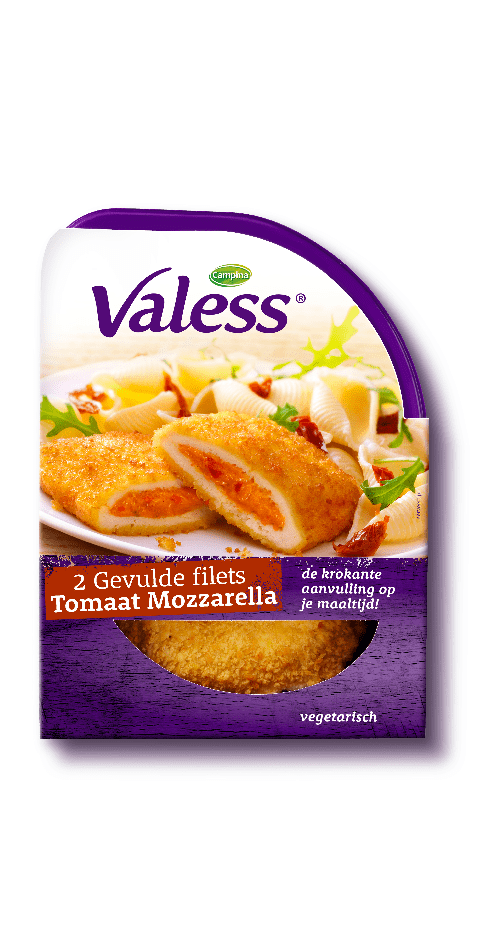 Campina
Valess®
2 Gevulde filets
Tomaat Mozzarella
de krokante
aanvulling op
je maaltijd!
vegetarisch